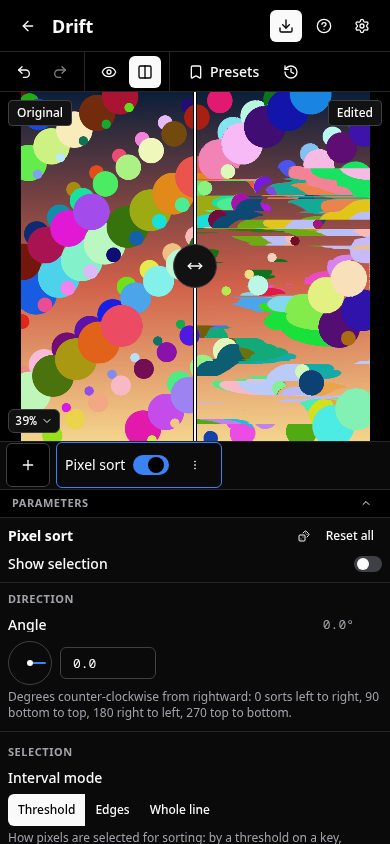 Drift
Presets
Original
Edited
39%
Pixel sort
PARAMETERS
Pixel sort
Reset all
Show selection
DIRECTION
Angle
0.0°
0.0
Degrees counter-clockwise from rightward: 0 sorts left to right, 90
bottom to top, 180 right to left, 270 top to bottom.
SELECTION
Interval mode
Threshold
Edges
Whole line
How pixels are selected for sorting: by a threshold on a key,